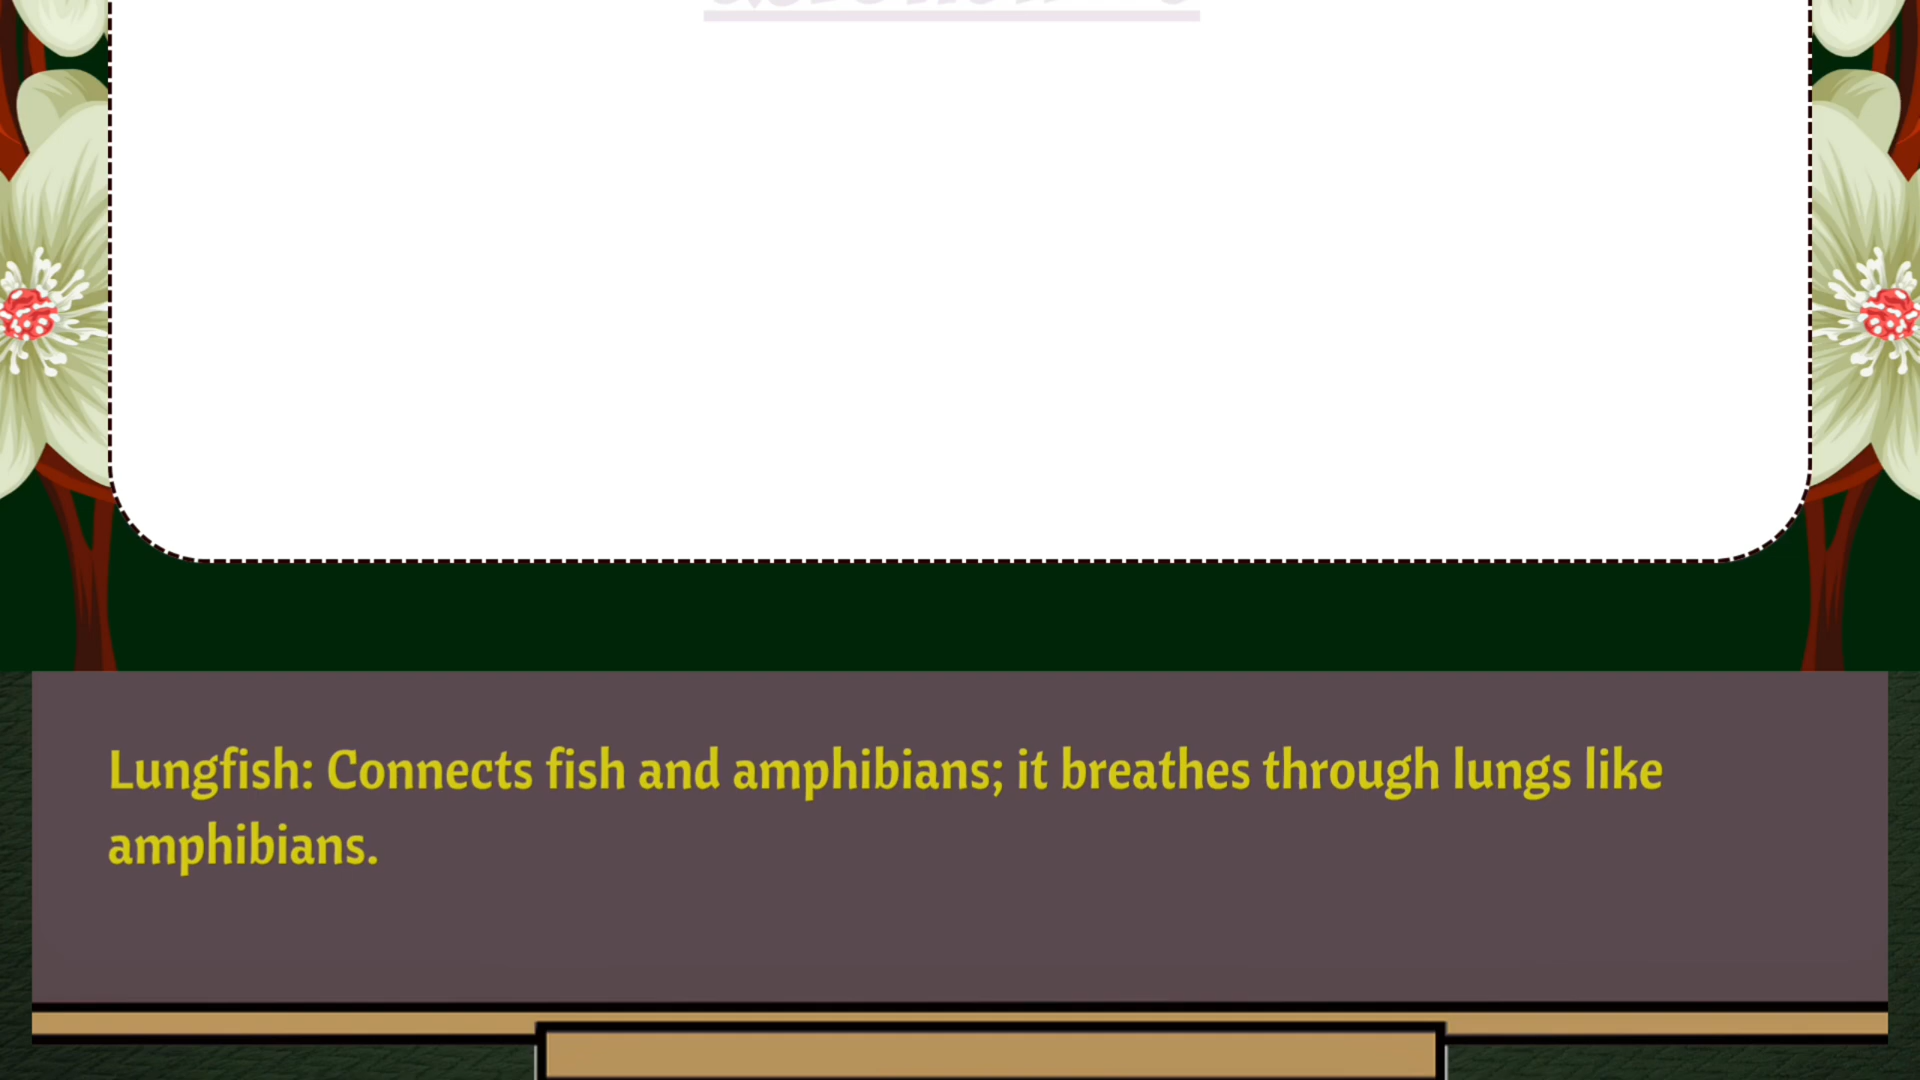 Lungfish: Connects fish and amphibians; it breathes through lungs like
amphibians.